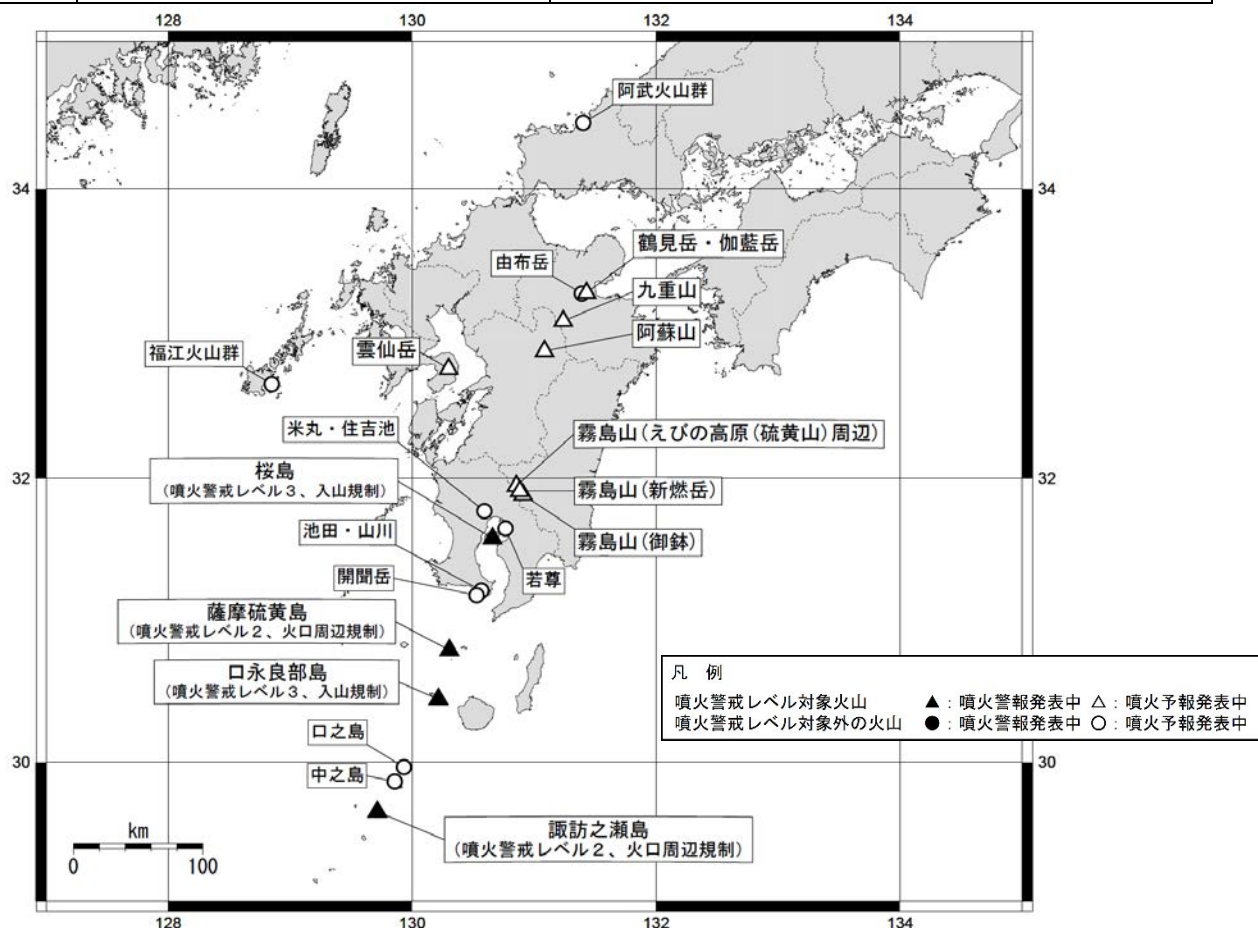 128
130
132
134
阿武火山群
34
34
鶴見岳・伽藍岳
由布岳
九重山
阿蘇山
雲仙岳
福江火山群
米丸・住吉池
霧島山(えびの高原(硫黄山)周辺)
桜島
(噴火警戒レベル3、入山規制)
32
32
霧島山(新燃岳)
池田・山川
霧島山(御鉢)
開聞岳
若尊
薩摩硫黄島
(噴火警戒レベル2、火口周辺規制)
口永良部島
(噴火警戒レベル3、入山規制)
凡 例
噴火警戒レベル対象火山 ▲:噴火警報発表中 △:噴火予報発表中
噴火警戒レベル対象外の火山 ●:噴火警報発表中 ○:噴火予報発表中
口之島
30
30
中之島
諏訪之瀬島
(噴火警戒レベル2、火口周辺規制)
km
0 100
128
130
132
134